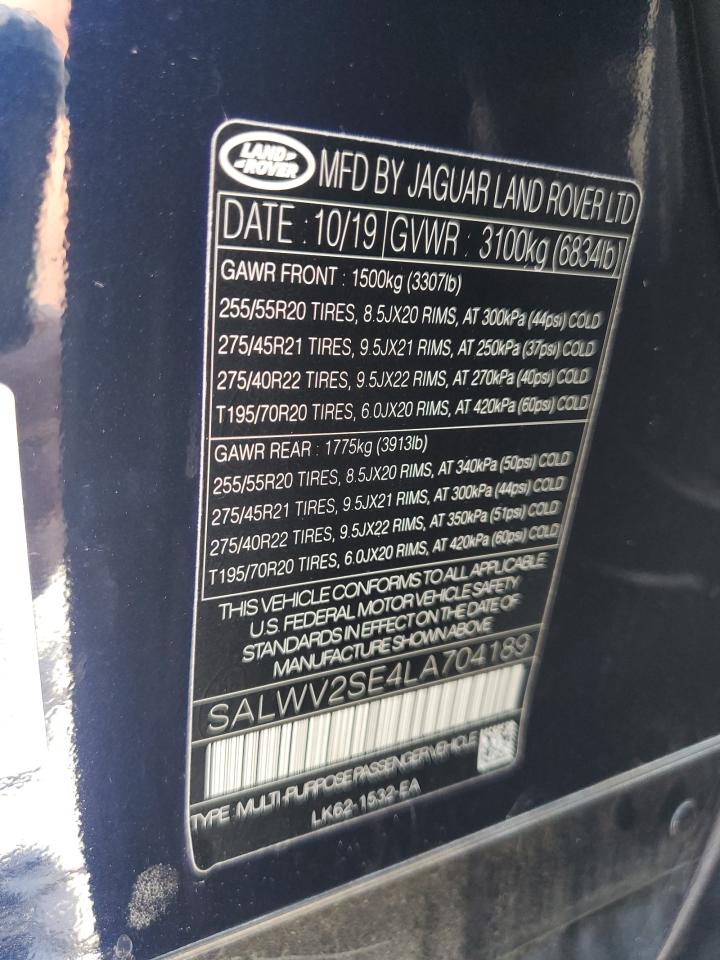 LAND ROVER
MFD BY JAGUAR LAND ROVER LTD
DATE : 10/19 GVWR : 3100kg (6834lb)
GAWR FRONT : 1500kg (3307lb)
255/55R20 TIRES, 8.5JX20 RIMS, AT 300kPa (44psi) COLD
275/45R21 TIRES, 9.5JX21 RIMS, AT 250kPa (37psi) COLD
275/40R22 TIRES, 9.5JX22 RIMS, AT 270kPa (40psi) COLD
T195/70R20 TIRES, 6.0JX20 RIMS, AT 420kPa (60psi) COLD
GAWR REAR : 1775kg (3913lb)
255/55R20 TIRES, 8.5JX20 RIMS, AT 340kPa (50psi) COLD
275/45R21 TIRES, 9.5JX21 RIMS, AT 300kPa (44psi) COLD
275/40R22 TIRES, 9.5JX22 RIMS, AT 350kPa (51psi) COLD
T195/70R20 TIRES, 6.0JX20 RIMS, AT 420kPa (60psi) COLD
THIS VEHICLE CONFORMS TO ALL APPLICABLE
U.S. FEDERAL MOTOR VEHICLE SAFETY
STANDARDS IN EFFECT ON THE DATE OF
MANUFACTURE SHOWN ABOVE
SALWV2SE4LA704189
TYPE : MULTI-PURPOSE PASSENGER VEHICLE
LK62-1532-EA